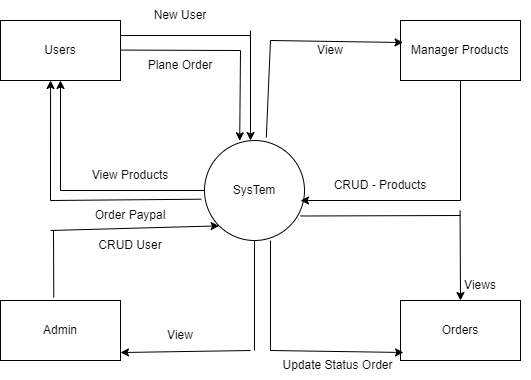 New User
Users
Plane Order
View
Manager Products
View Products
SysTem
CRUD - Products
Order Paypal
CRUD User
Views
Admin
View
Orders
Update Status Order